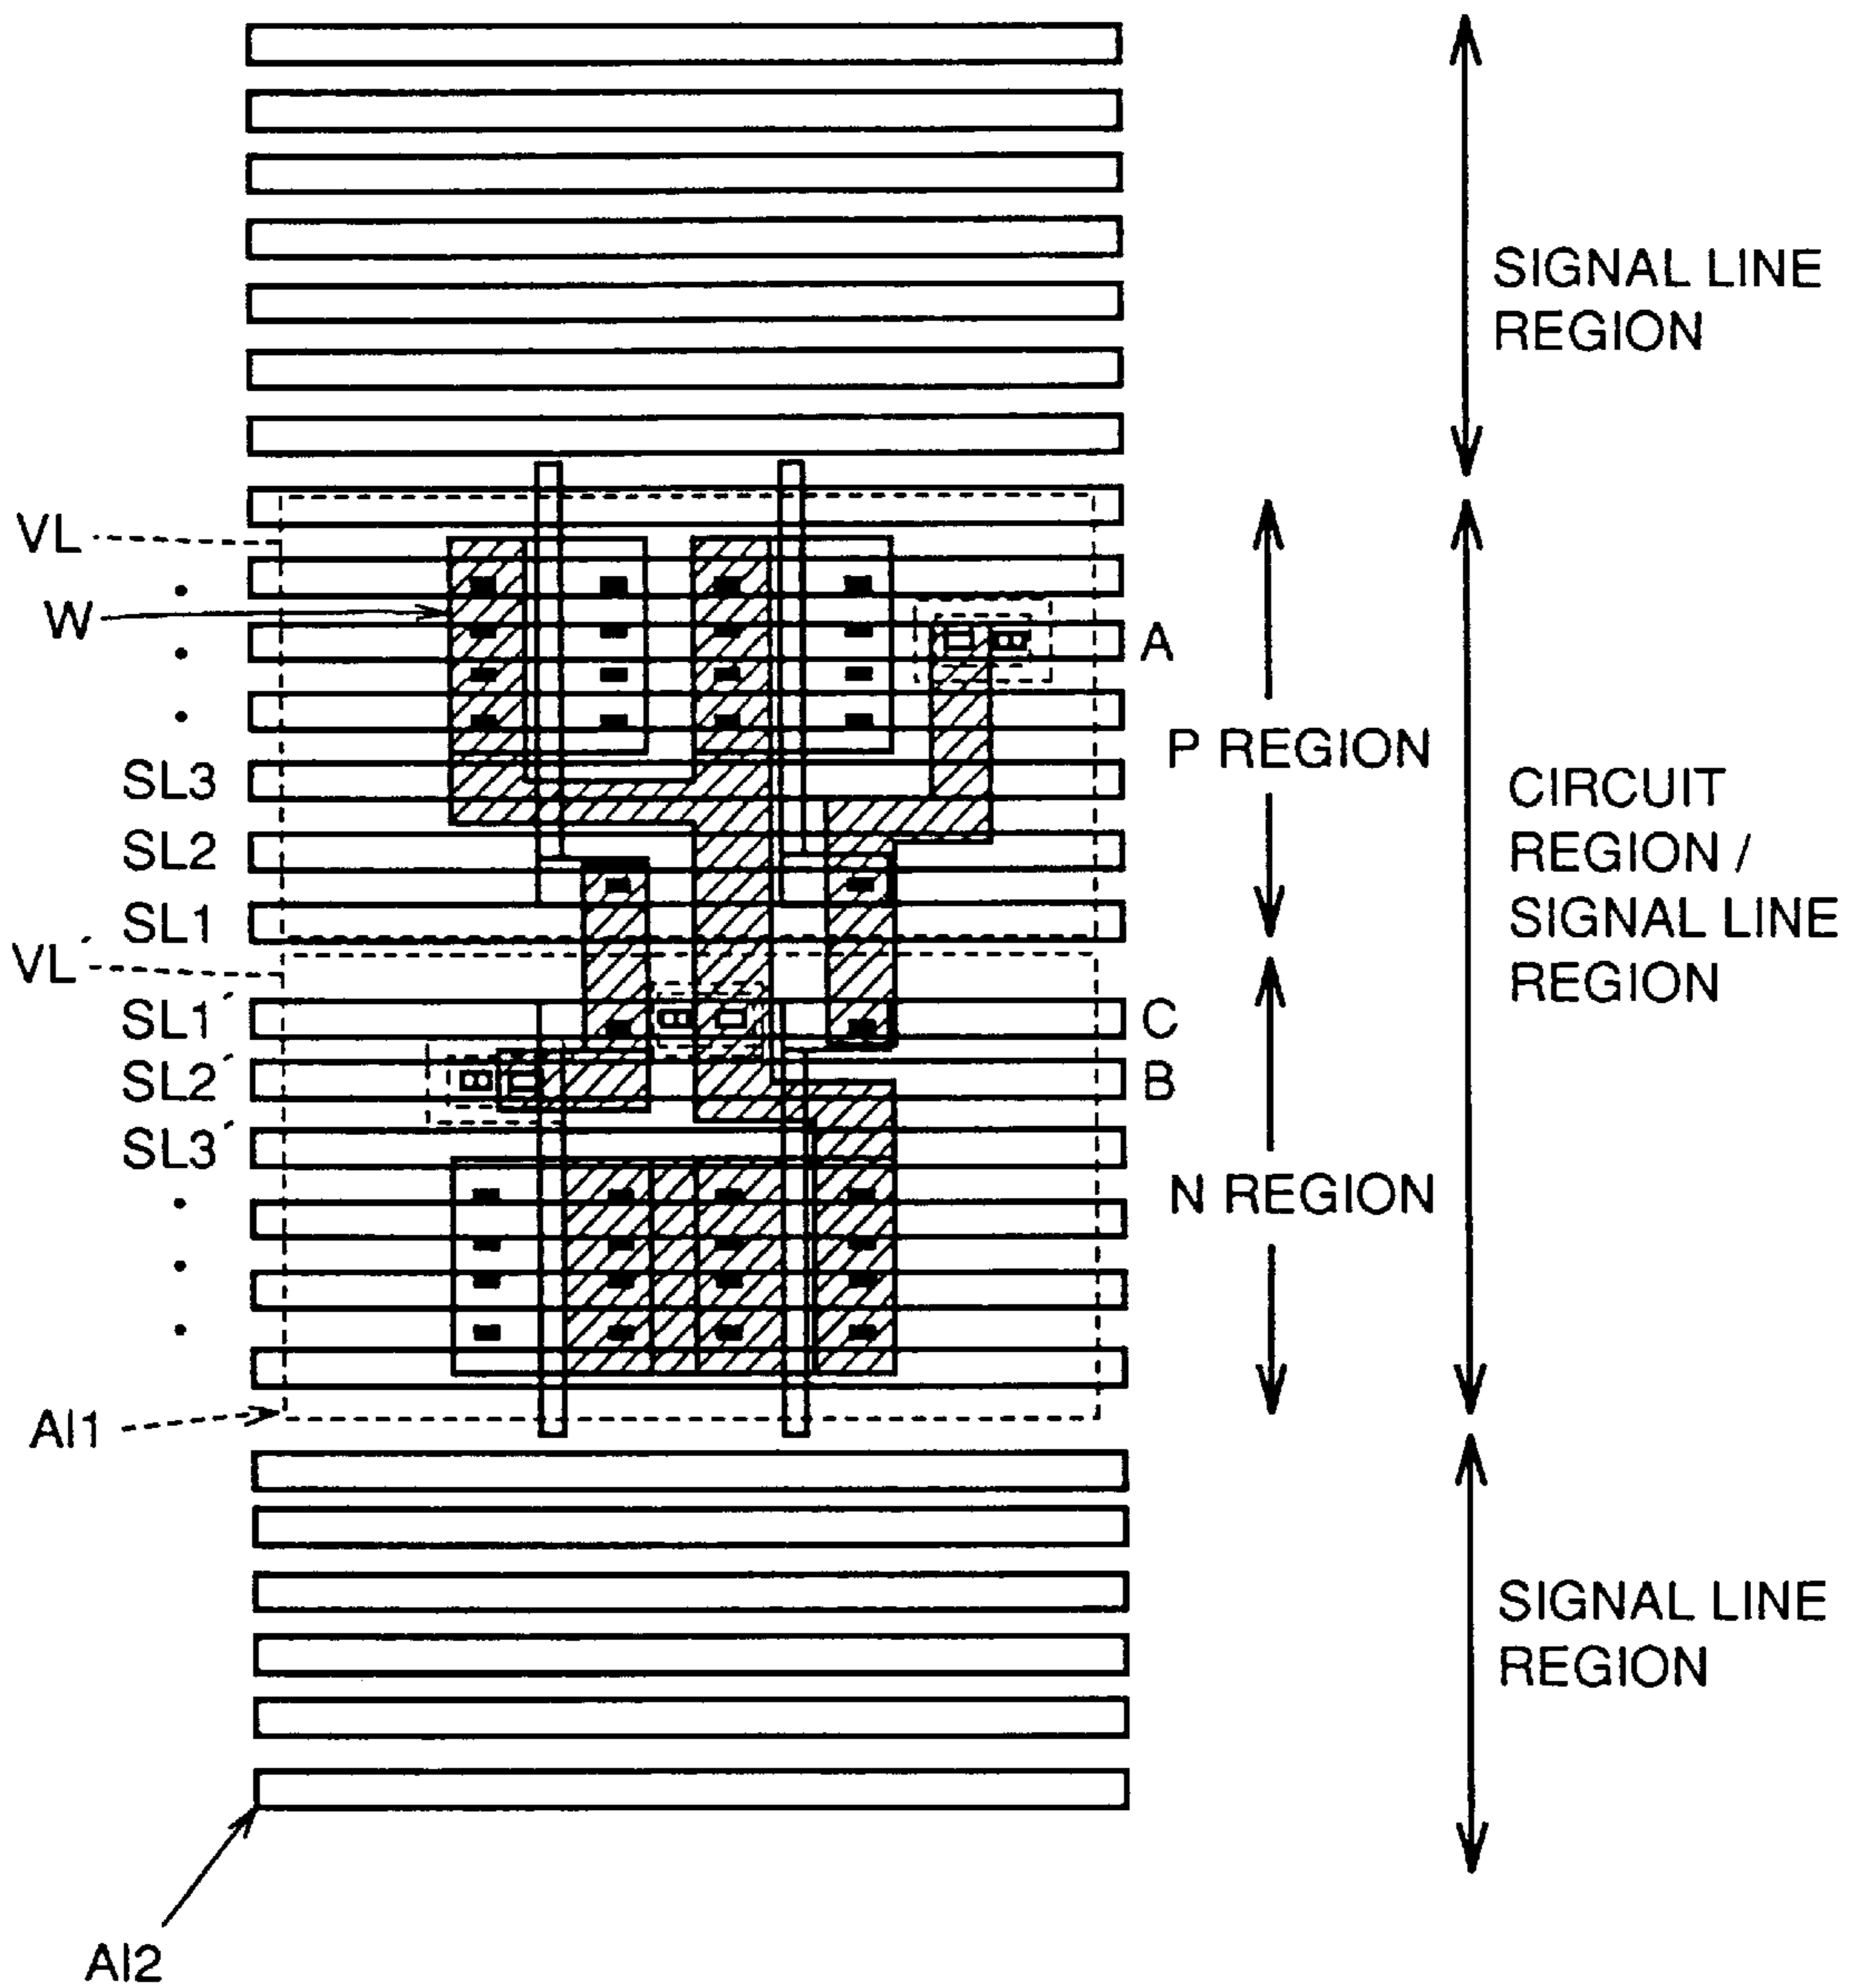 SIGNAL LINE
REGION
VL
W
A
P REGION
SL3
CIRCUIT
REGION /
SIGNAL LINE
REGION
SL2
SL1
VL´
SL1´
C
SL2´
B
SL3´
N REGION
Al1
SIGNAL LINE
REGION
Al2